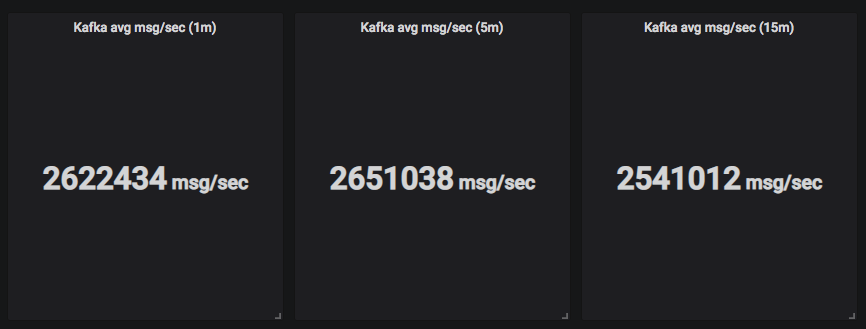 Kafka avg msg/sec (1m)
2622434 msg/sec
Kafka avg msg/sec (5m)
2651038 msg/sec
Kafka avg msg/sec (15m)
2541012 msg/sec